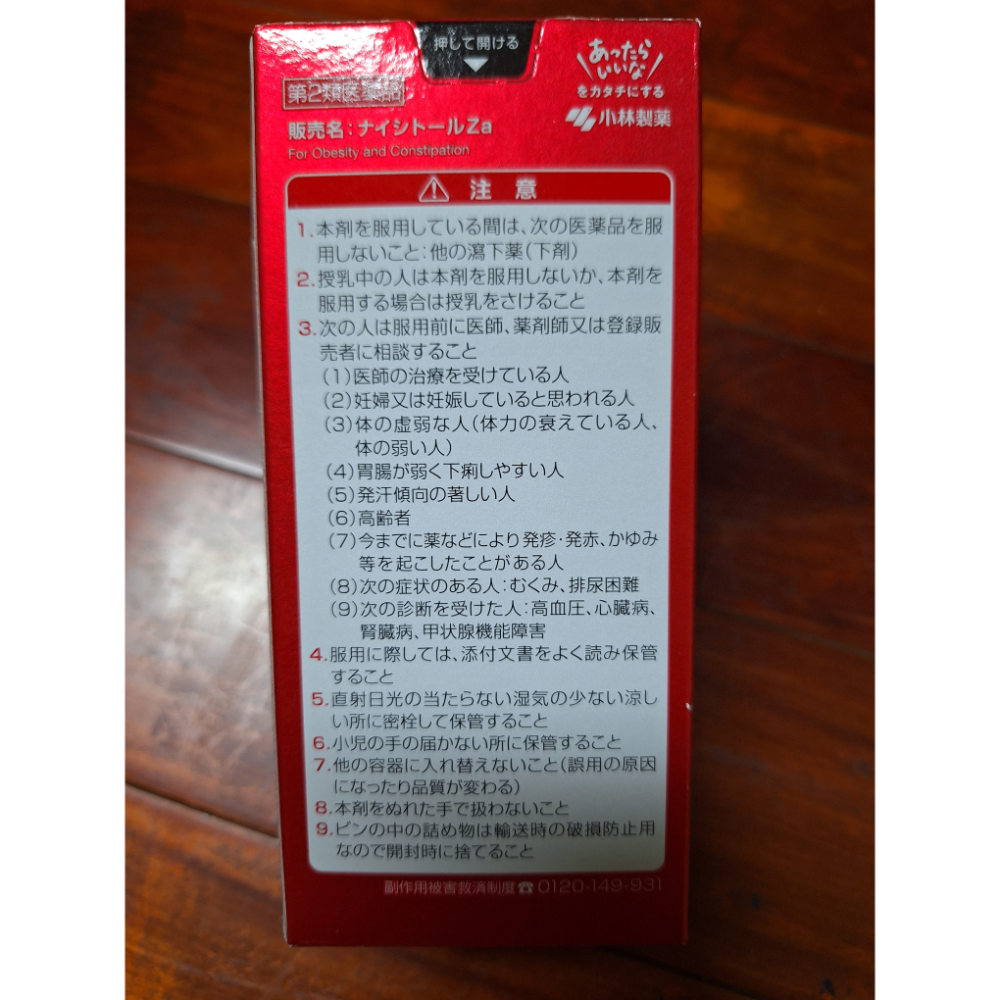 押して開ける
あったら
いいな
をカタチにする
小林製薬
第2類医薬品
販売名：ナイシトールZa
For Obesity and Constipation
注意
1.本剤を服用している間は、次の医薬品を服
用しないこと：他の瀉下薬（下剤）
2.授乳中の人は本剤を服用しないか、本剤を
服用する場合は授乳をさけること
3.次の人は服用前に医師、薬剤師又は登録販
売者に相談すること
（1）医師の治療を受けている人
（2）妊婦又は妊娠していると思われる人
（3）体の虚弱な人（体力の衰えている人、
体の弱い人）
（4）胃腸が弱く下痢しやすい人
（5）発汗傾向の著しい人
（6）高齢者
（7）今までに薬などにより発疹・発赤、かゆみ
等を起こしたことがある人
（8）次の症状のある人：むくみ、排尿困難
（9）次の診断を受けた人：高血圧、心臓病、
腎臓病、甲状腺機能障害
4.服用に際しては、添付文書をよく読み保管
すること
5.直射日光の当たらない湿気の少ない涼し
い所に密栓して保管すること
6.小児の手の届かない所に保管すること
7.他の容器に入れ替えないこと（誤用の原因
になったり品質が変わる）
8.本剤をぬれた手で扱わないこと
9.ビンの中の詰め物は輸送時の破損防止用
なので開封時に捨てること
副作用被害救済制度☎0120-149-931